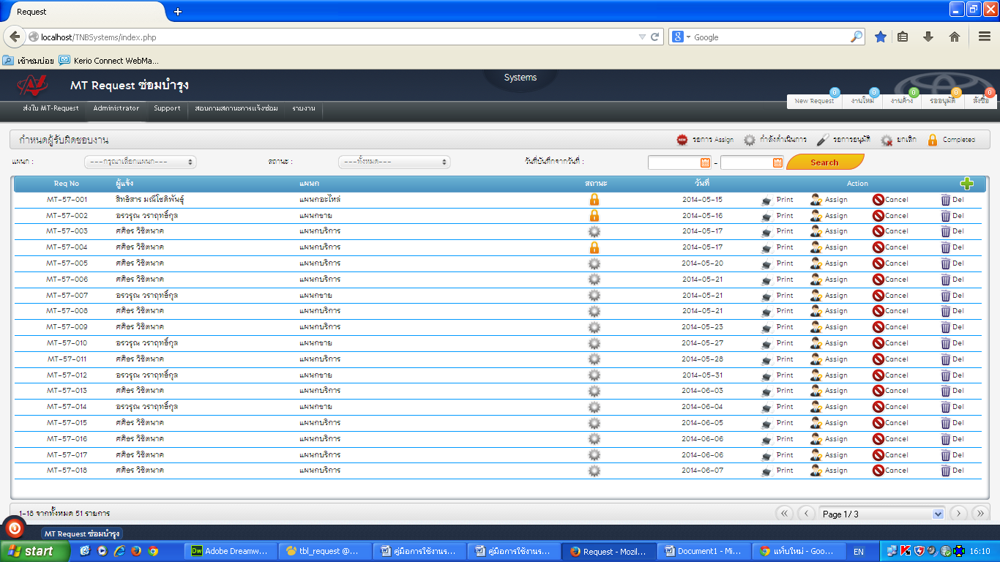 Request
localhost/TNBSystems/index.php
Google
เข้าชมบ่อย Kerio Connect WebMa...
MT Request ซ่อมบำรุง
Systems
0 0 0 0 0
New Request งานใหม่ งานค้าง รออนุมัติ สั่งซื้อ
ส่งใบ MT-Request Administrator Support สอบถามสถานะการแจ้งซ่อม รายงาน
กำหนดผู้รับผิดชอบงาน
รอการ Assign กำลังดำเนินการ รอการอนุมัติ ยกเลิก Completed
แผนก : ---กรุณาเลือกแผนก--- สถานะ : ---ทั้งหมด--- วันที่บันทึกจากวันที่ : - Search
Req No ผู้แจ้ง แผนก สถานะ วันที่ Action
MT-57-001 สิทธิสาร มณีโชติพันธุ์ แผนกอะไหล่ 2014-05-15 Print Assign Cancel Del
MT-57-002 อรวรุณ วราฤทธิ์กุล แผนกขาย 2014-05-16 Print Assign Cancel Del
MT-57-003 ศศิธร วิชิตนาค แผนกบริการ 2014-05-17 Print Assign Cancel Del
MT-57-004 ศศิธร วิชิตนาค แผนกบริการ 2014-05-17 Print Assign Cancel Del
MT-57-005 ศศิธร วิชิตนาค แผนกบริการ 2014-05-20 Print Assign Cancel Del
MT-57-006 ศศิธร วิชิตนาค แผนกบริการ 2014-05-21 Print Assign Cancel Del
MT-57-007 อรวรุณ วราฤทธิ์กุล แผนกขาย 2014-05-21 Print Assign Cancel Del
MT-57-008 ศศิธร วิชิตนาค แผนกบริการ 2014-05-21 Print Assign Cancel Del
MT-57-009 ศศิธร วิชิตนาค แผนกบริการ 2014-05-23 Print Assign Cancel Del
MT-57-010 อรวรุณ วราฤทธิ์กุล แผนกขาย 2014-05-27 Print Assign Cancel Del
MT-57-011 ศศิธร วิชิตนาค แผนกบริการ 2014-05-28 Print Assign Cancel Del
MT-57-012 อรวรุณ วราฤทธิ์กุล แผนกขาย 2014-05-31 Print Assign Cancel Del
MT-57-013 ศศิธร วิชิตนาค แผนกบริการ 2014-06-03 Print Assign Cancel Del
MT-57-014 อรวรุณ วราฤทธิ์กุล แผนกขาย 2014-06-04 Print Assign Cancel Del
MT-57-015 ศศิธร วิชิตนาค แผนกบริการ 2014-06-05 Print Assign Cancel Del
MT-57-016 ศศิธร วิชิตนาค แผนกบริการ 2014-06-06 Print Assign Cancel Del
MT-57-017 ศศิธร วิชิตนาค แผนกบริการ 2014-06-06 Print Assign Cancel Del
MT-57-018 ศศิธร วิชิตนาค แผนกบริการ 2014-06-07 Print Assign Cancel Del
1-18 จากทั้งหมด 51 รายการ Page 1/ 3
MT Request ซ่อมบำรุง
start Adobe Dreamw... tbl_request @... คู่มือการใช้งานร... คู่มือการใช้งานร... Request - Mozil... Document1 - Mi... แท็บใหม่ - Goo... EN 16:10